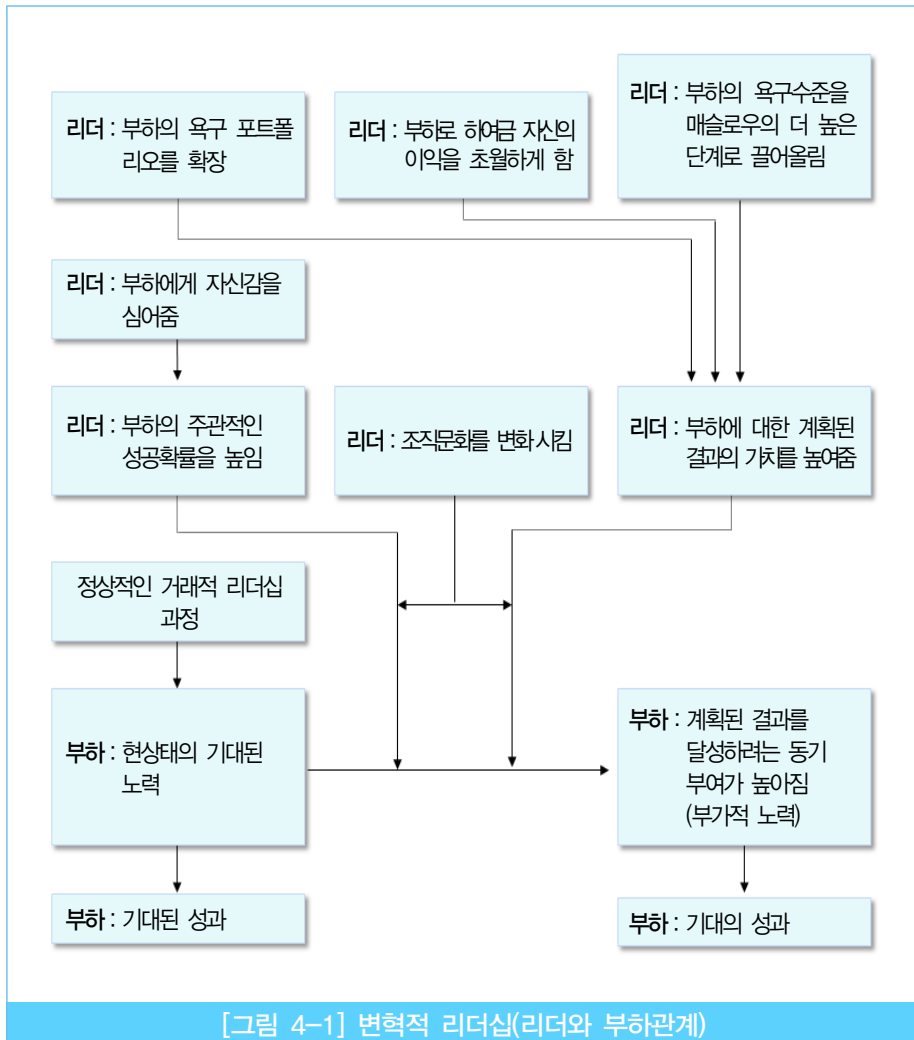 리더 : 부하의 욕구 포트폴
리오를 확장
리더 : 부하로 하여금 자신의
이익을 초월하게 함
리더 : 부하의 욕구수준을
매슬로우의 더 높은
단계로 끌어올림
리더 : 부하에게 자신감을
심어줌
리더 : 부하의 주관적인
성공확률을 높임
리더 : 조직문화를 변화 시킴
리더 : 부하에 대한 계획된
결과의 가치를 높여줌
정상적인 거래적 리더십
과정
부하 : 현상태의 기대된
노력
부하 : 계획된 결과를
달성하려는 동기
부여가 높아짐
(부가적 노력)
부하 : 기대된 성과
부하 : 기대의 성과
[그림 4-1] 변혁적 리더십(리더와 부하관계)